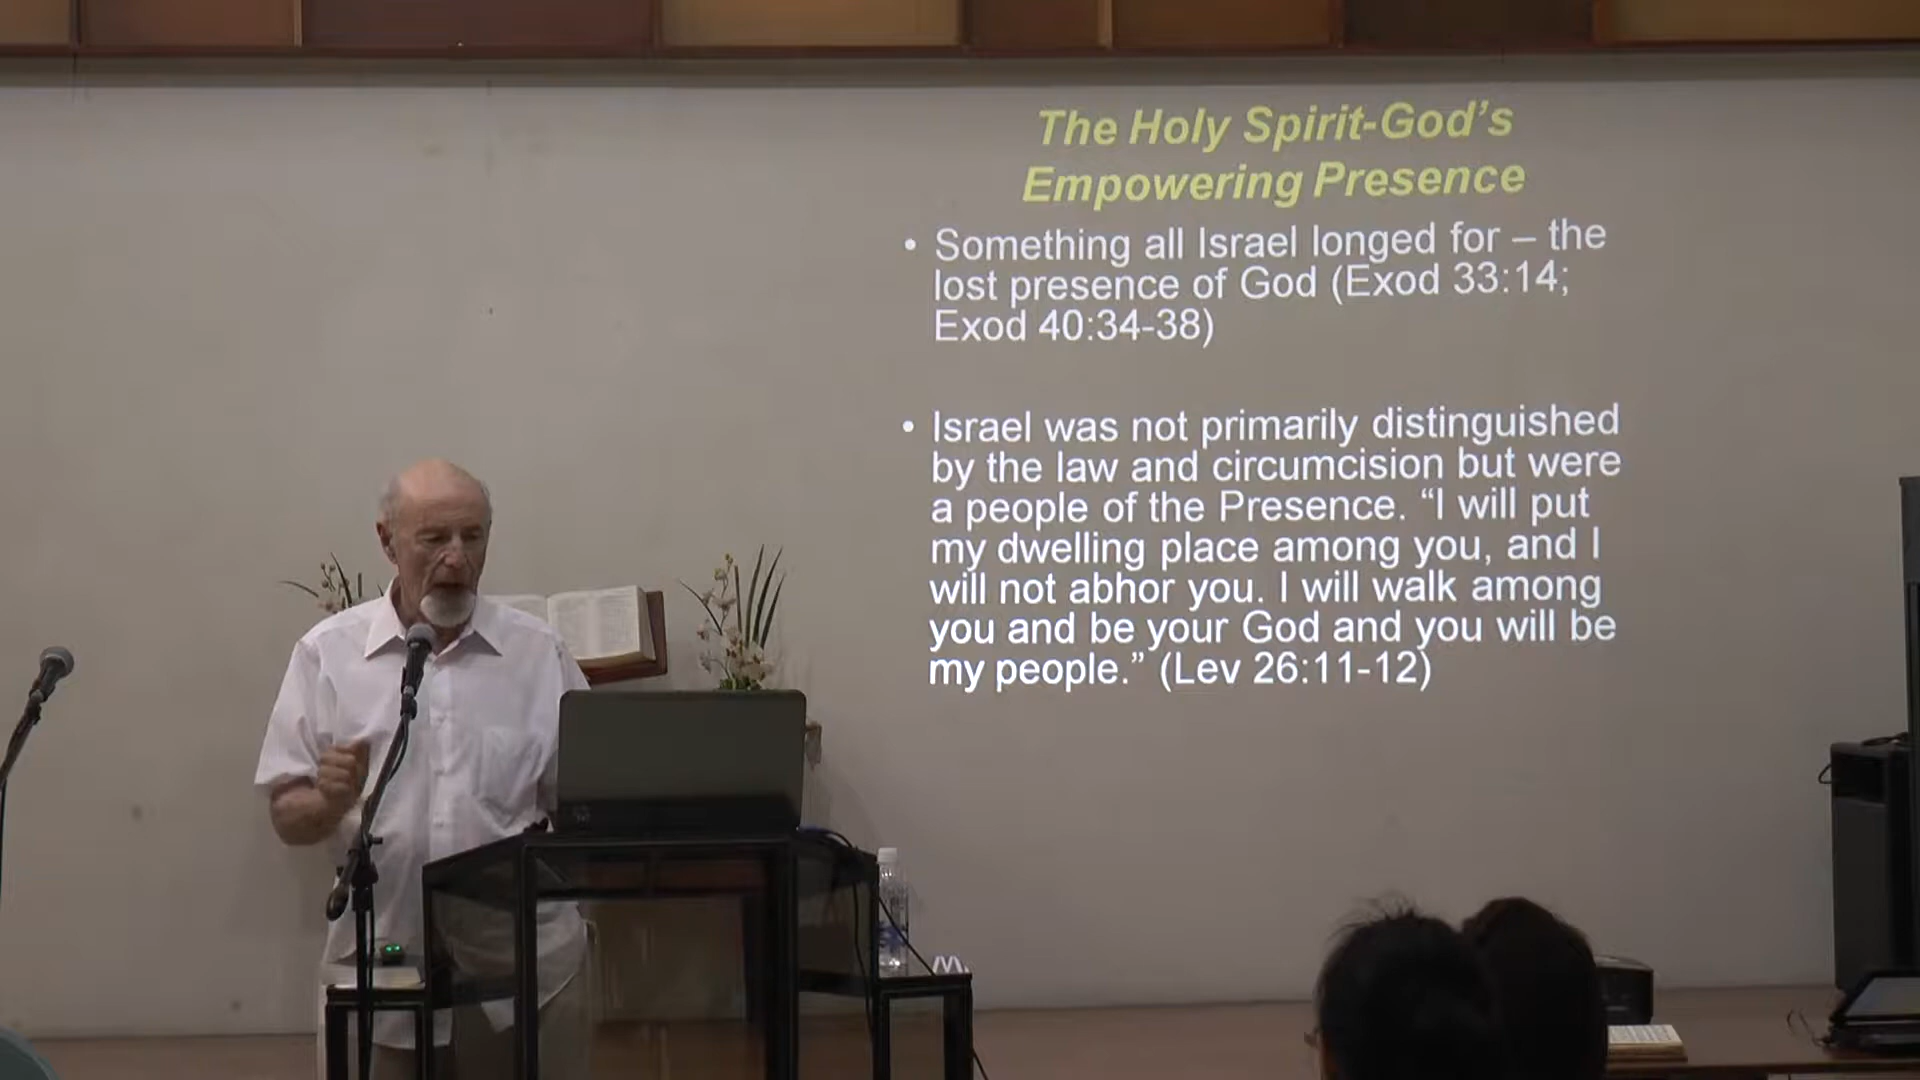 The Holy Spirit-God's
Empowering Presence
• Something all Israel longed for – the
lost presence of God (Exod 33:14;
Exod 40:34-38)
• Israel was not primarily distinguished
by the law and circumcision but were
a people of the Presence. “I will put
my dwelling place among you, and I
will not abhor you. I will walk among
you and be your God and you will be
my people.” (Lev 26:11-12)